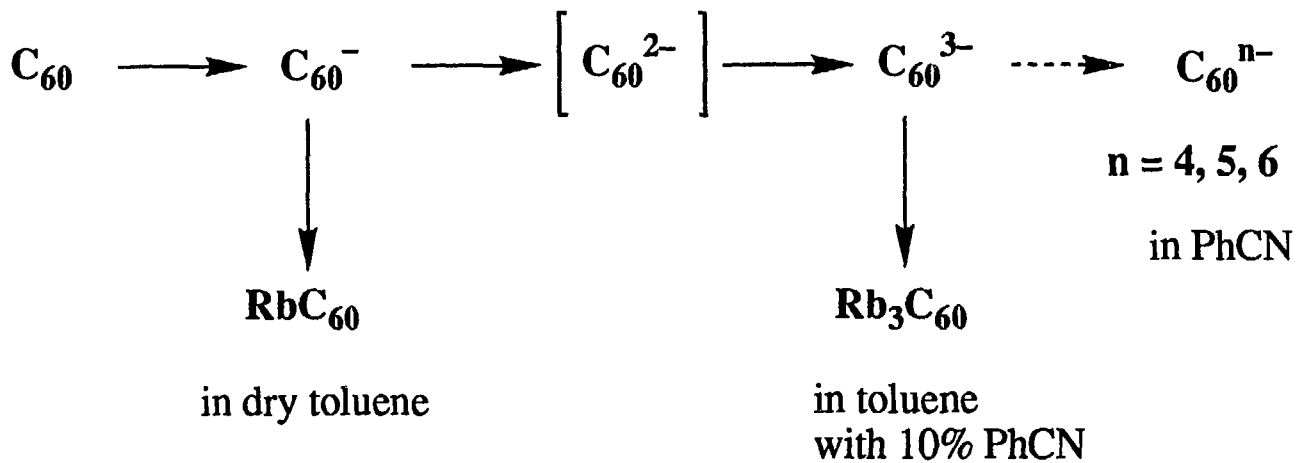 C₆₀ C₆₀⁻ [ C₆₀²⁻ ] C₆₀³⁻ C₆₀ⁿ⁻
n = 4, 5, 6
in PhCN
RbC₆₀ Rb₃C₆₀
in dry toluene in toluene
with 10% PhCN